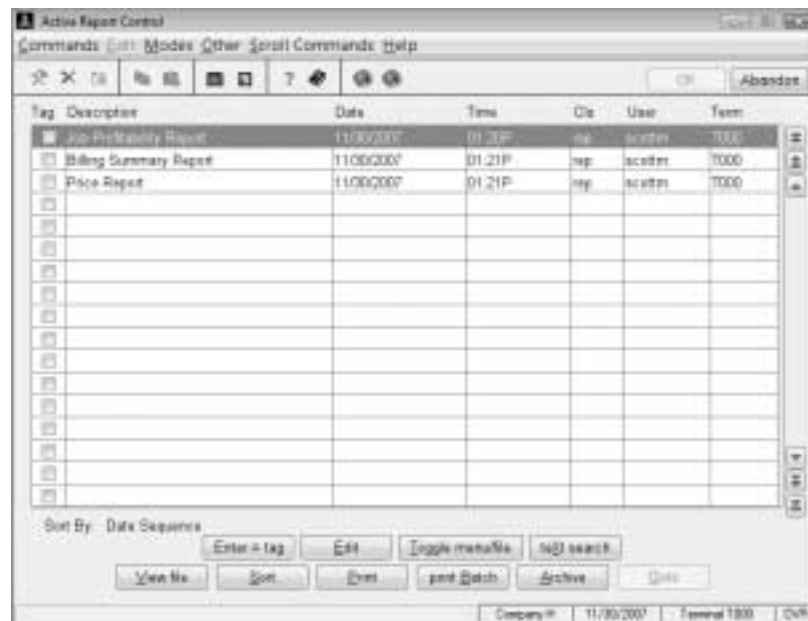 Active Report Control
Commands Edit Modes Other Scroll Commands Help
OK Abandon
Tag Description Date Time Cls User Term
Job Profitability Report 11/30/2007 01:20P rep scottm T000
Billing Summary Report 11/30/2007 01:21P rep scottm T000
Price Report 11/30/2007 01:21P rep scottm T000
Sort By: Date Sequence
Enter = tag Edit Toggle menu/file teXt search
View file Sort Print print Batch Archive
Company H 11/30/2007 Terminal T000 OVR